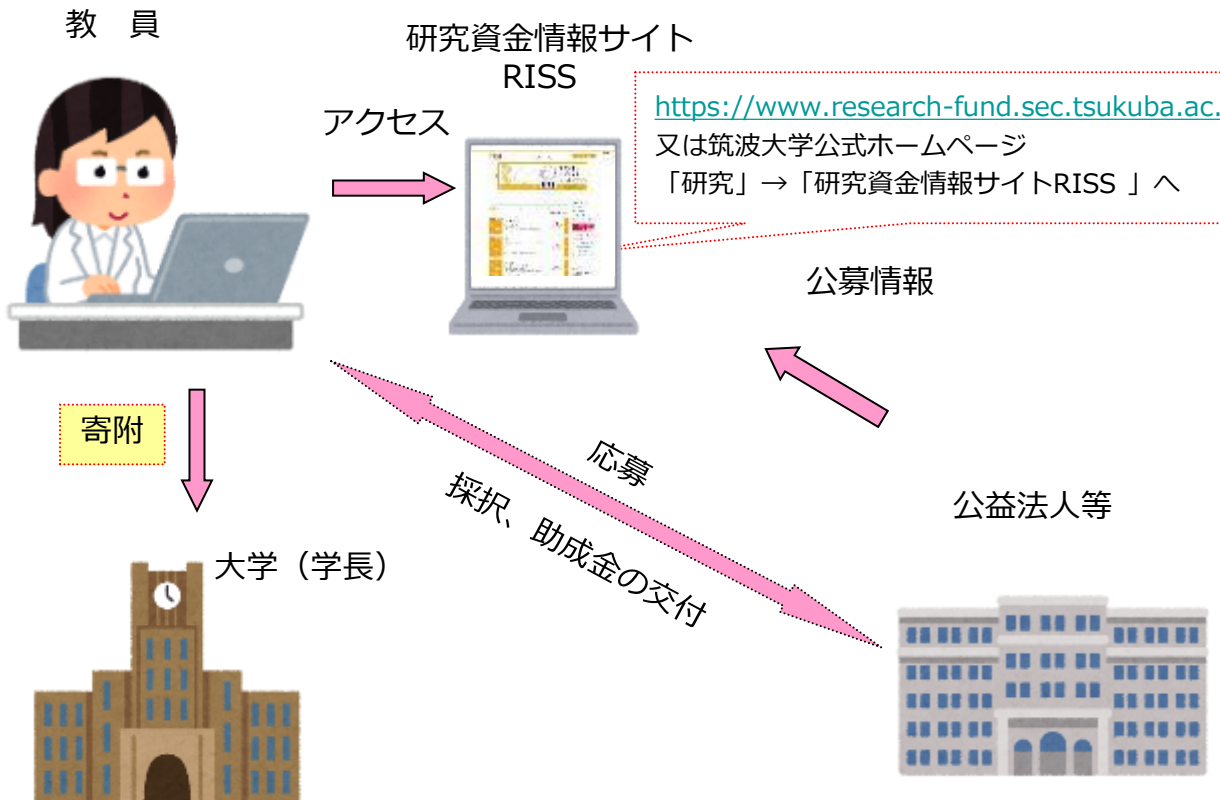 教　員
研究資金情報サイト
RISS
アクセス
https://www.research-fund.sec.tsukuba.ac.
又は筑波大学公式ホームページ
「研究」→「研究資金情報サイトRISS 」へ
公募情報
寄附
応募
採択、助成金の交付
公益法人等
大学（学長）